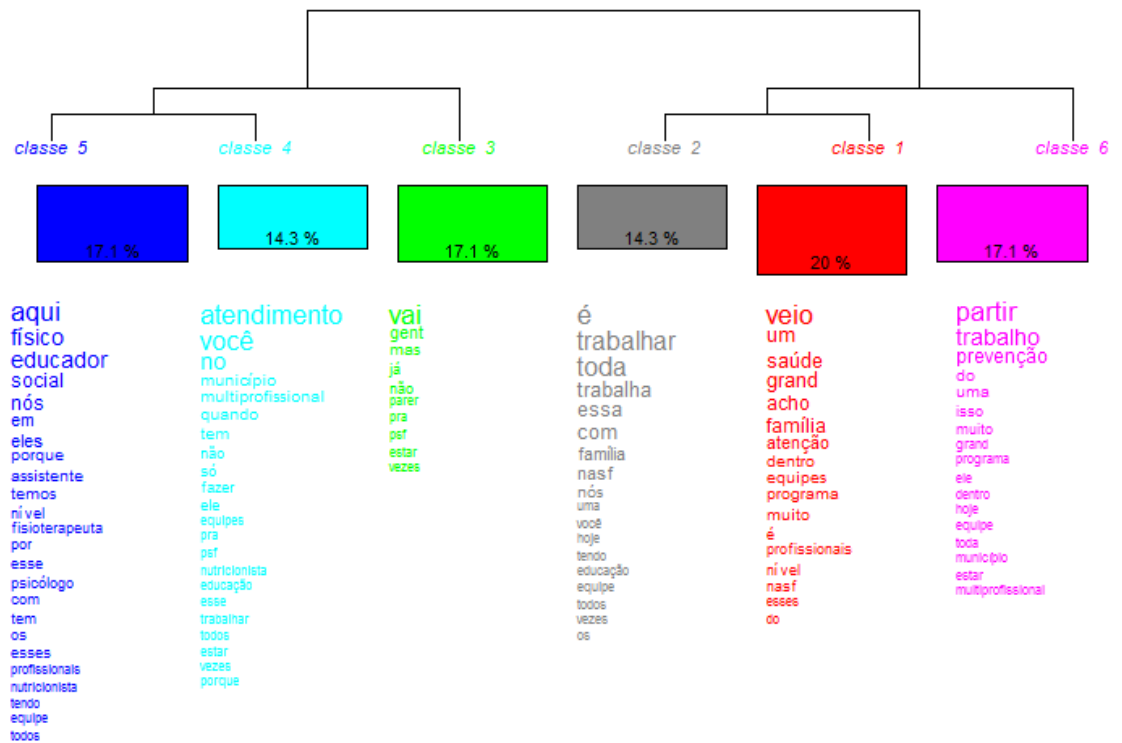 classe 5
classe 4
classe 3
classe 2
classe 1
classe 6
17.1 %
14.3 %
17.1 %
14.3 %
20 %
17.1 %
aqui
físico
educador
social
nós
em
eles
porque
assistente
temos
nível
fisioterapeuta
por
esse
psicólogo
com
tem
os
esses
profissionais
nutricionista
tendo
equipe
todos
atendimento
você
no
município
multiprofissional
quando
tem
não
só
fazer
ele
equipes
pra
psf
nutricionista
educação
esse
trabalhar
todos
estar
vezes
porque
vai
gent
mas
já
não
parer
pra
psf
estar
vezes
é
trabalhar
toda
trabalha
essa
com
família
nasf
nós
uma
você
hoje
tendo
educação
equipe
todos
vezes
os
veio
um
saúde
grand
acho
família
atenção
dentro
equipes
programa
muito
é
profissionais
nível
nasf
esses
do
partir
trabalho
prevenção
do
uma
isso
muito
grand
programa
ele
dentro
hoje
equipe
toda
município
estar
multiprofissional